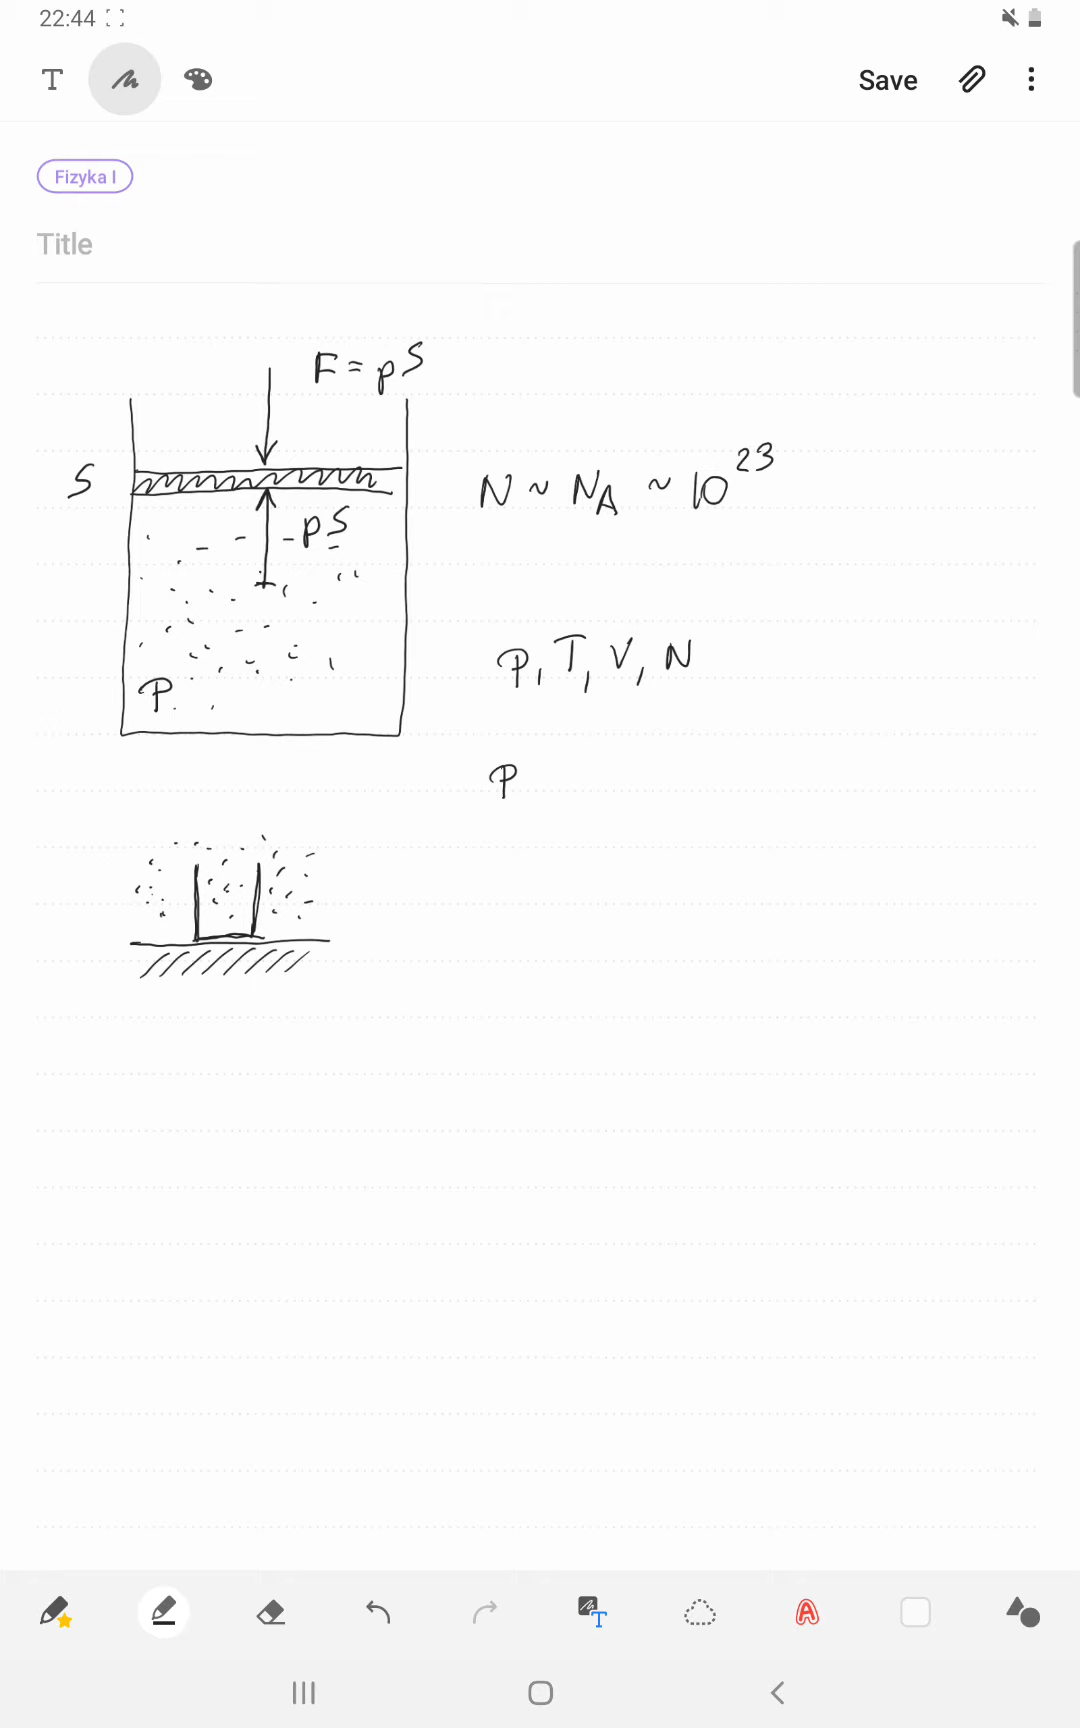 22:44
T Save
Fizyka I
Title
F = pS
S
N ~ N_A ~ 10^23
-pS
P, T, V, N
P
P
T
A